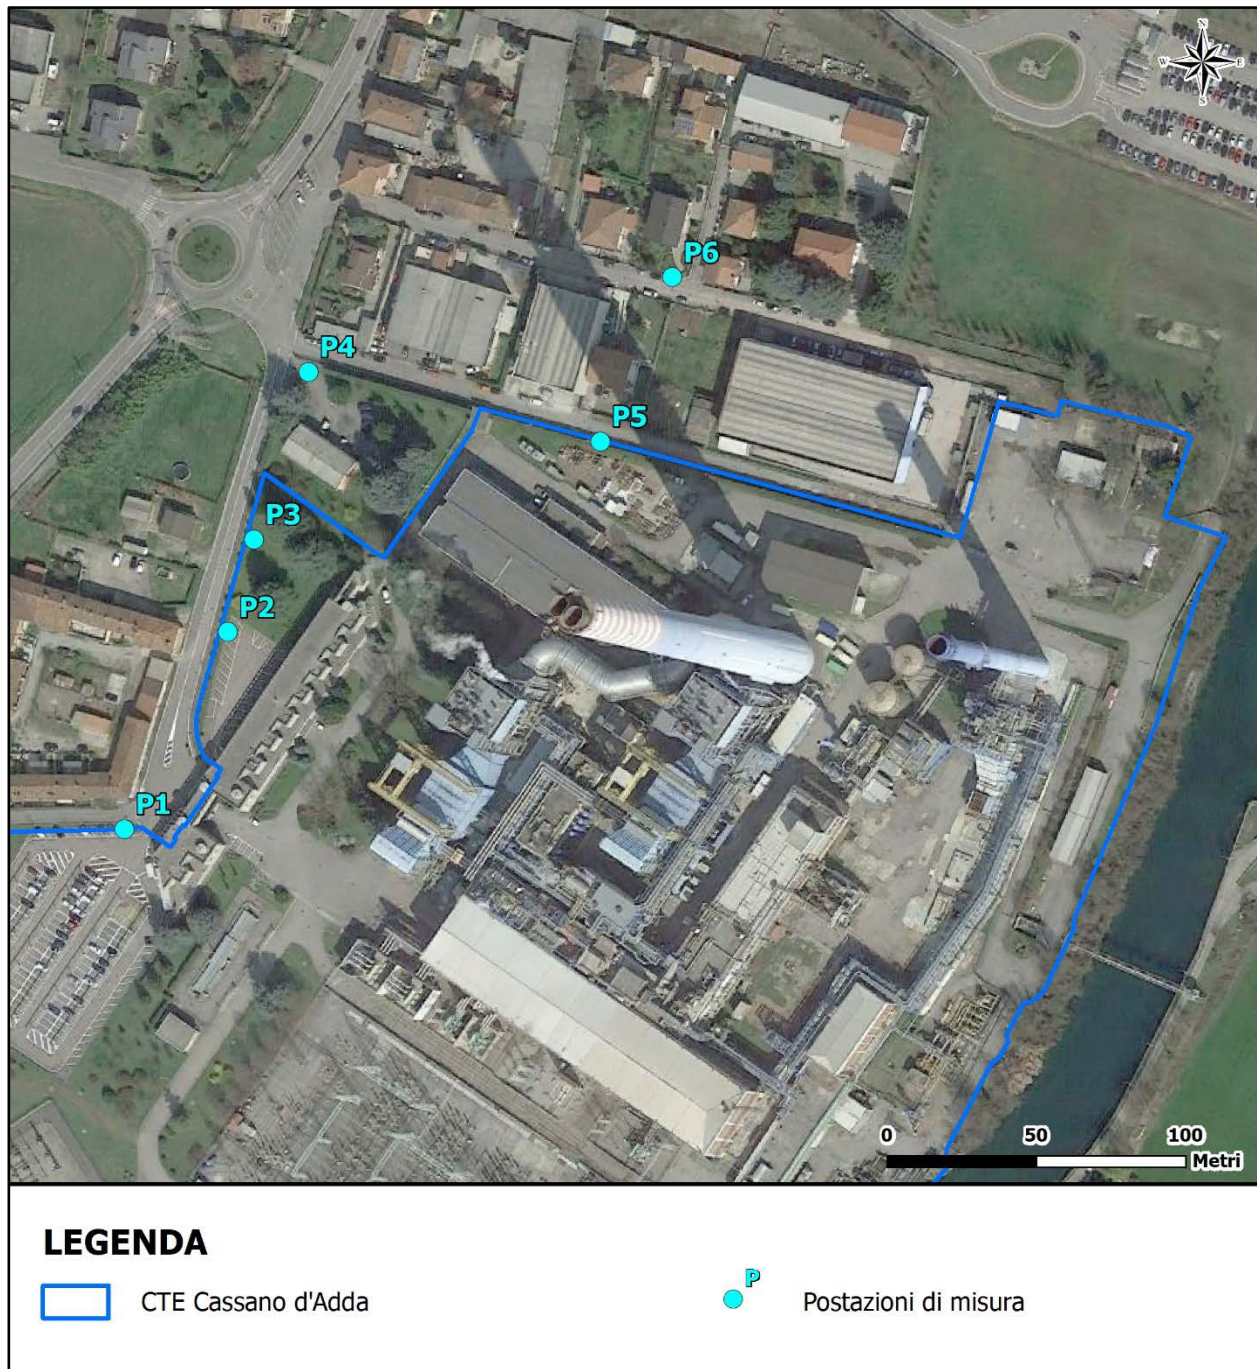 N
W E
S
P6
P4
P5
P3
P2
P1
0 50 100
Metri
LEGENDA
CTE Cassano d'Adda
P
Postazioni di misura